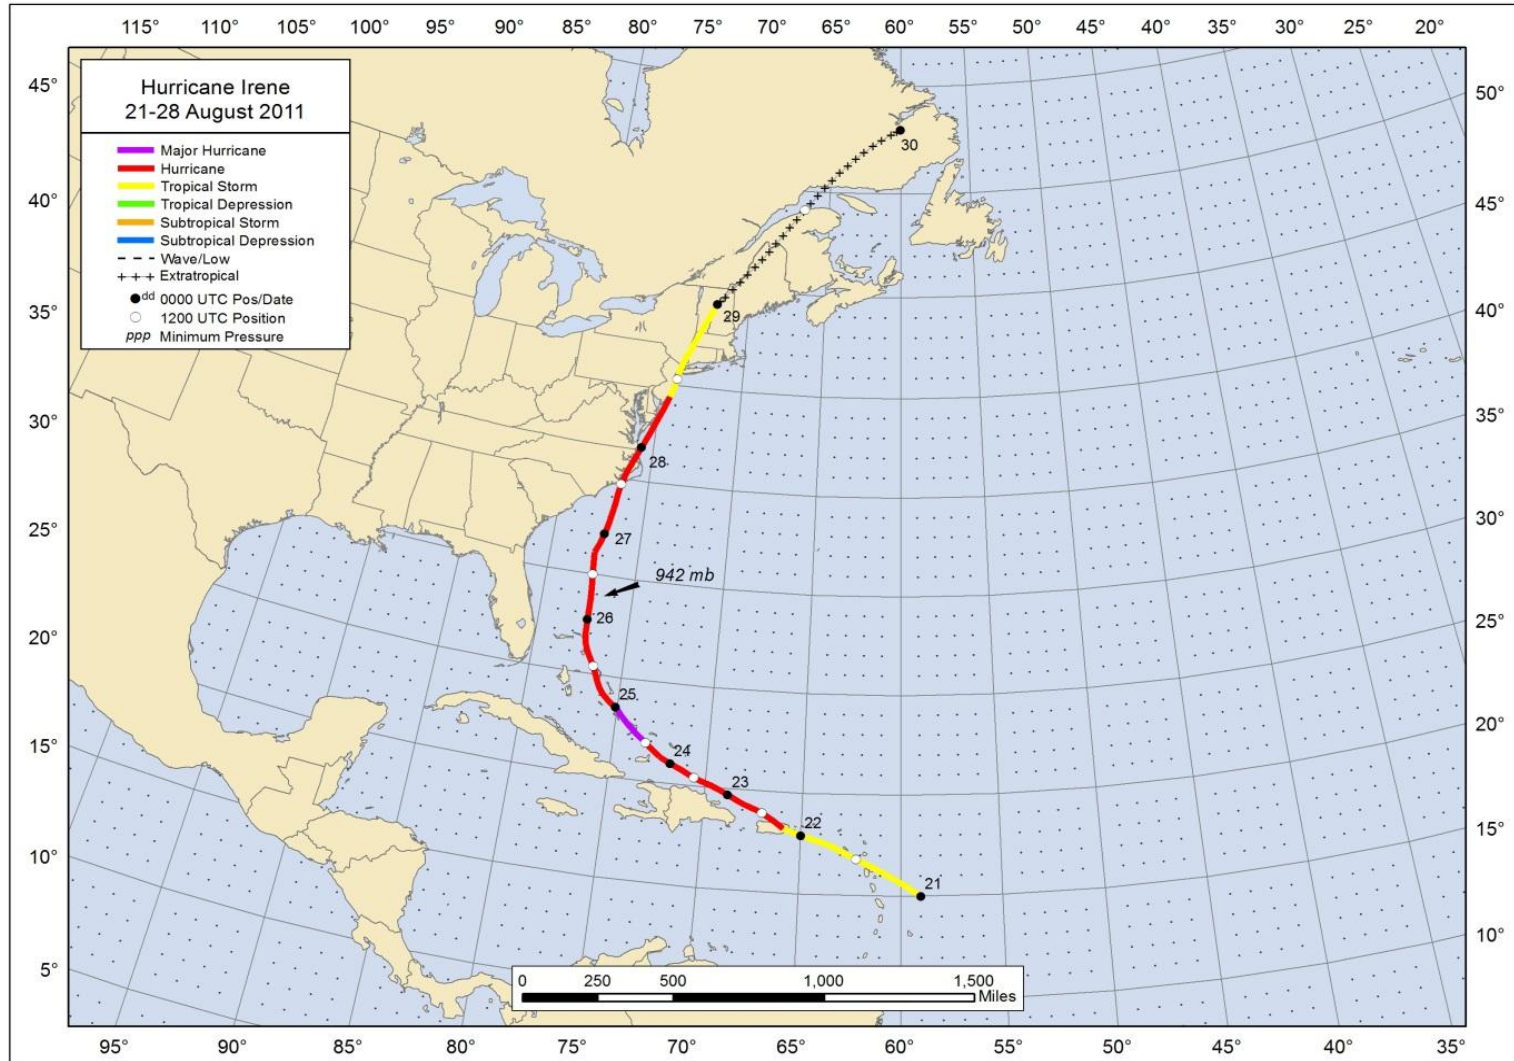 115° 110° 105° 100° 95° 90° 85° 80° 75° 70° 65° 60° 55° 50° 45° 40° 35° 30° 25° 20°
Hurricane Irene
21-28 August 2011
Major Hurricane
Hurricane
Tropical Storm
Tropical Depression
Subtropical Storm
Subtropical Depression
Wave/Low
Extratropical
dd 0000 UTC Pos/Date
1200 UTC Position
ppp Minimum Pressure
45°
40°
35°
30°
25°
20°
15°
10°
5°
50°
45°
40°
35°
30°
25°
20°
15°
10°
30
29
28
27
942 mb
26
25
24
23
22
21
0 250 500 1,000 1,500
Miles
95° 90° 85° 80° 75° 70° 65° 60° 55° 50° 45° 40° 35°